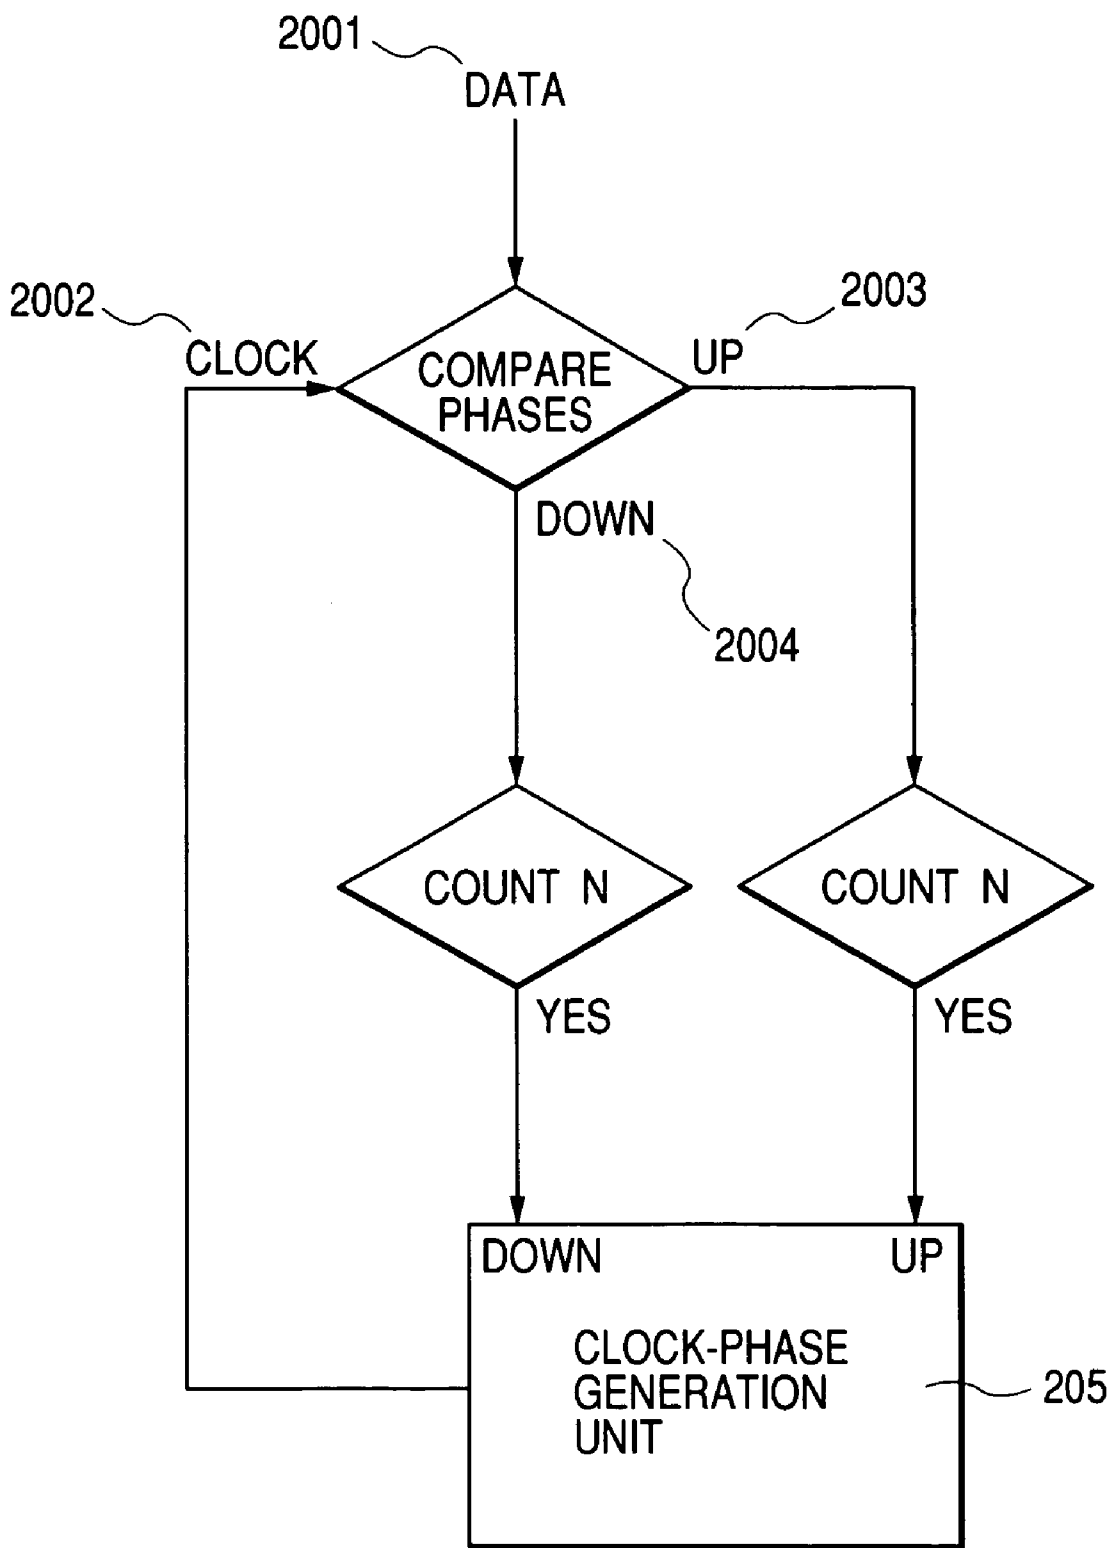 2001
DATA
2002
2003
CLOCK
UP
COMPARE
PHASES
DOWN
2004
COUNT N
COUNT N
YES
YES
DOWN
UP
CLOCK-PHASE
GENERATION
UNIT
205